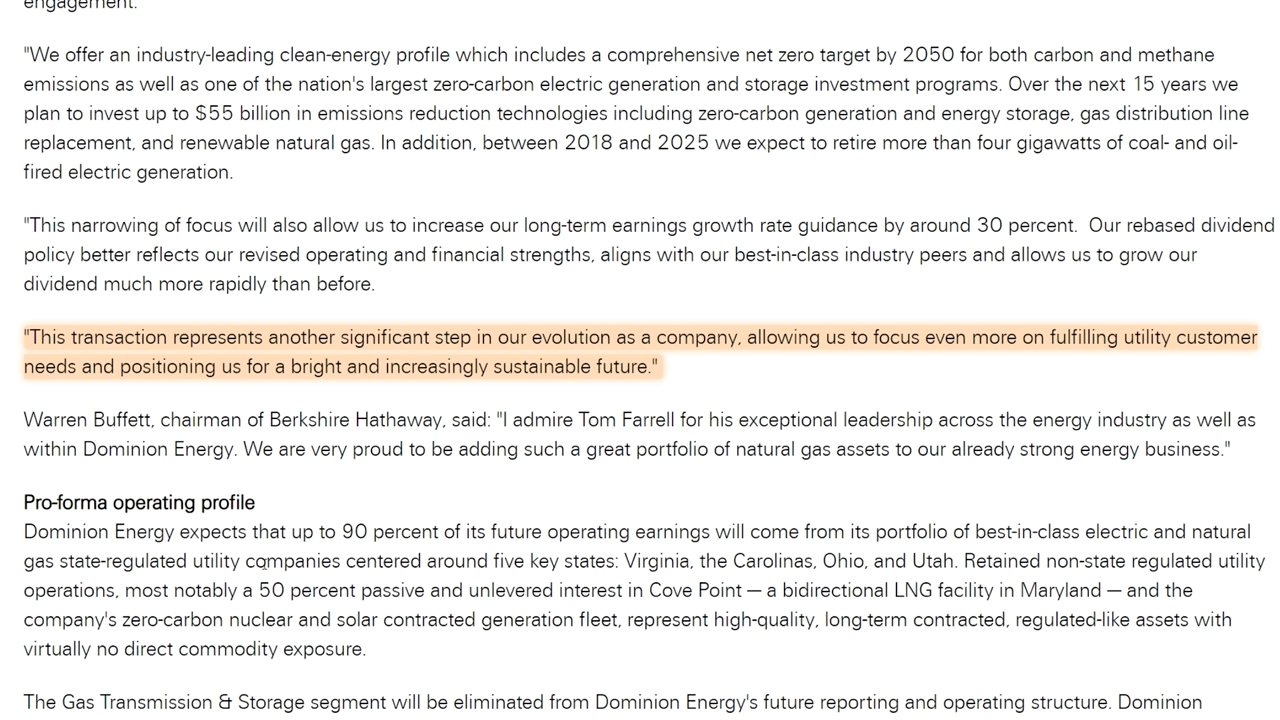 engagement.
"We offer an industry-leading clean-energy profile which includes a comprehensive net zero target by 2050 for both carbon and methane
emissions as well as one of the nation's largest zero-carbon electric generation and storage investment programs. Over the next 15 years we
plan to invest up to $55 billion in emissions reduction technologies including zero-carbon generation and energy storage, gas distribution line
replacement, and renewable natural gas. In addition, between 2018 and 2025 we expect to retire more than four gigawatts of coal- and oil-
fired electric generation.
"This narrowing of focus will also allow us to increase our long-term earnings growth rate guidance by around 30 percent.  Our rebased dividend
policy better reflects our revised operating and financial strengths, aligns with our best-in-class industry peers and allows us to grow our
dividend much more rapidly than before.
"This transaction represents another significant step in our evolution as a company, allowing us to focus even more on fulfilling utility customer
needs and positioning us for a bright and increasingly sustainable future."
Warren Buffett, chairman of Berkshire Hathaway, said: "I admire Tom Farrell for his exceptional leadership across the energy industry as well as
within Dominion Energy. We are very proud to be adding such a great portfolio of natural gas assets to our already strong energy business."
Pro-forma operating profile
Dominion Energy expects that up to 90 percent of its future operating earnings will come from its portfolio of best-in-class electric and natural
gas state-regulated utility companies centered around five key states: Virginia, the Carolinas, Ohio, and Utah. Retained non-state regulated utility
operations, most notably a 50 percent passive and unlevered interest in Cove Point — a bidirectional LNG facility in Maryland — and the
company's zero-carbon nuclear and solar contracted generation fleet, represent high-quality, long-term contracted, regulated-like assets with
virtually no direct commodity exposure.
The Gas Transmission & Storage segment will be eliminated from Dominion Energy's future reporting and operating structure. Dominion